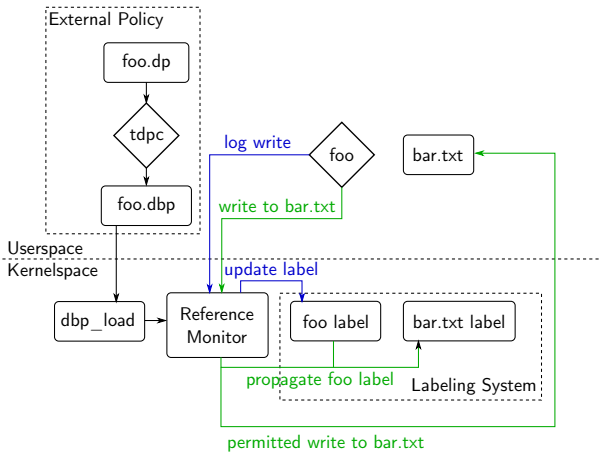 External Policy
foo.dp
tdpc
foo.dbp
log write
foo
bar.txt
write to bar.txt
Userspace
Kernelspace
update label
dbp_load
Reference
Monitor
foo label
bar.txt label
propagate foo label
Labeling System
permitted write to bar.txt